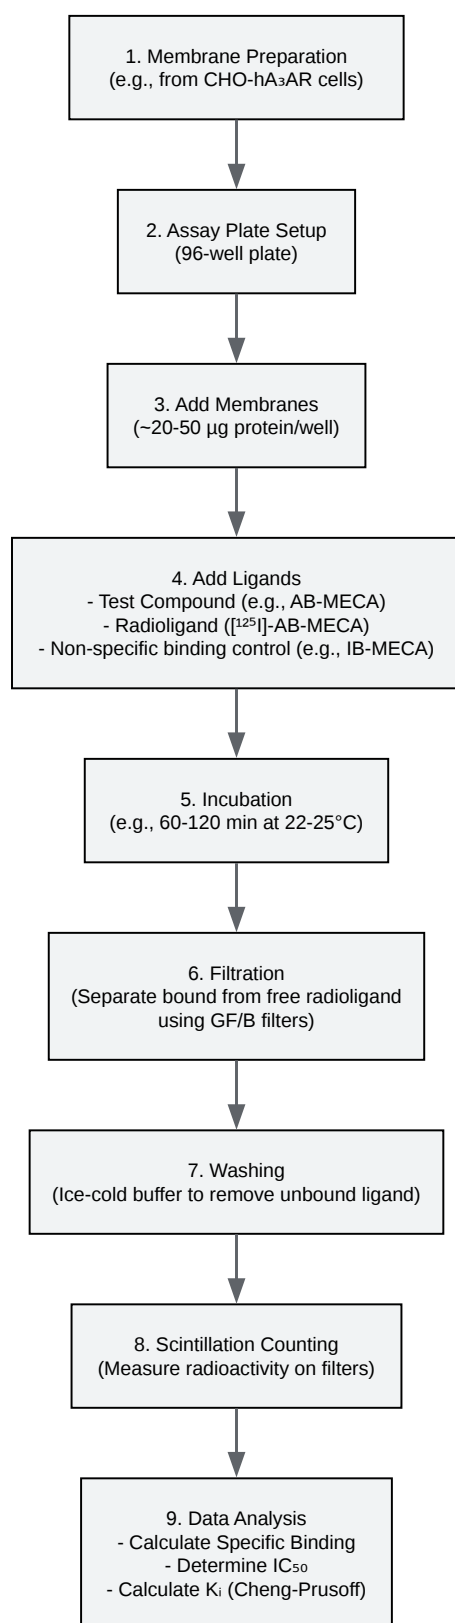 1. Membrane Preparation
(e.g., from CHO-hA₃AR cells)
2. Assay Plate Setup
(96-well plate)
3. Add Membranes
(~20-50 µg protein/well)
4. Add Ligands
- Test Compound (e.g., AB-MECA)
- Radioligand ([¹²⁵I]-AB-MECA)
- Non-specific binding control (e.g., IB-MECA)
5. Incubation
(e.g., 60-120 min at 22-25°C)
6. Filtration
(Separate bound from free radioligand
using GF/B filters)
7. Washing
(Ice-cold buffer to remove unbound ligand)
8. Scintillation Counting
(Measure radioactivity on filters)
9. Data Analysis
- Calculate Specific Binding
- Determine IC₅₀
- Calculate Kᵢ (Cheng-Prusoff)